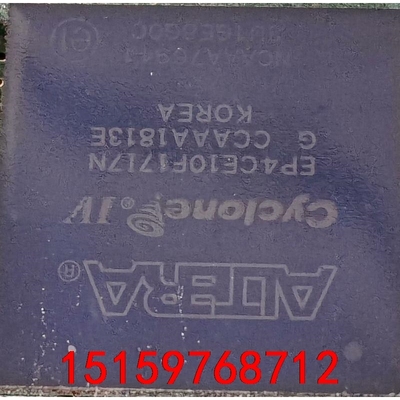 ALTERA®
Cyclone® IV
EP4CE10F17I7N
G CCAAA1813E
KOREA
15159768712